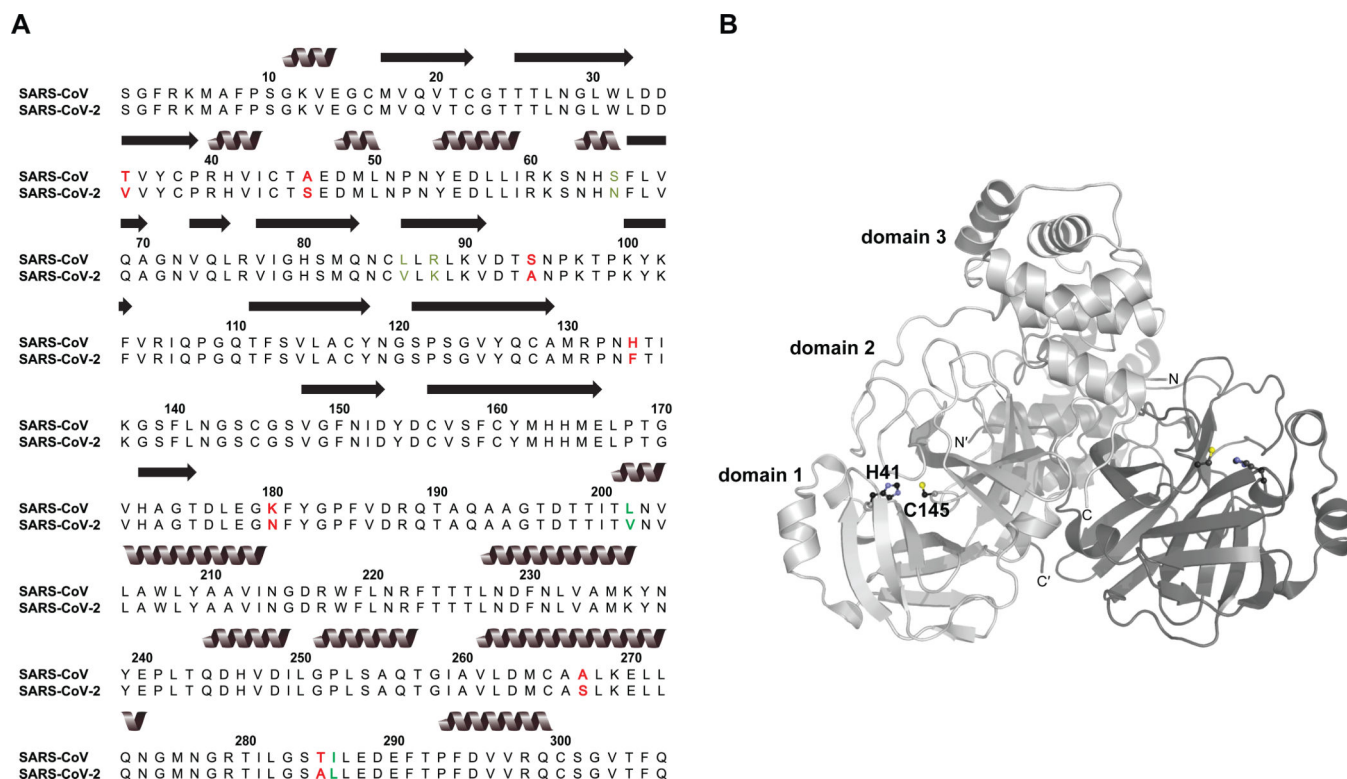 A
10 20 30
SARS-CoV S G F R K M A F P S G K V E G C M V Q V T C G T T T L N G L W L D D
SARS-CoV-2 S G F R K M A F P S G K V E G C M V Q V T C G T T T L N G L W L D D
40 50 60
SARS-CoV T V Y C P R H V I C T A E D M L N P N Y E D L L I R K S N H S F L V
SARS-CoV-2 V V Y C P R H V I C T S E D M L N P N Y E D L L I R K S N H N F L V
70 80 90 100
SARS-CoV Q A G N V Q L R V I G H S M Q N C L L R L K V D T S N P K T P K Y K
SARS-CoV-2 Q A G N V Q L R V I G H S M Q N C V L K L K V D T A N P K T P K Y K
110 120 130
SARS-CoV F V R I Q P G Q T F S V L A C Y N G S P S G V Y Q C A M R P N H T I
SARS-CoV-2 F V R I Q P G Q T F S V L A C Y N G S P S G V Y Q C A M R P N F T I
140 150 160 170
SARS-CoV K G S F L N G S C G S V G F N I D Y D C V S F C Y M H H M E L P T G
SARS-CoV-2 K G S F L N G S C G S V G F N I D Y D C V S F C Y M H H M E L P T G
180 190 200
SARS-CoV V H A G T D L E G K F Y G P F V D R Q T A Q A A G T D T T I T L N V
SARS-CoV-2 V H A G T D L E G N F Y G P F V D R Q T A Q A A G T D T T I T V N V
210 220 230
SARS-CoV L A W L Y A A V I N G D R W F L N R F T T T L N D F N L V A M K Y N
SARS-CoV-2 L A W L Y A A V I N G D R W F L N R F T T T L N D F N L V A M K Y N
240 250 260 270
SARS-CoV Y E P L T Q D H V D I L G P L S A Q T G I A V L D M C A A L K E L L
SARS-CoV-2 Y E P L T Q D H V D I L G P L S A Q T G I A V L D M C A S L K E L L
280 290 300
SARS-CoV Q N G M N G R T I L G S T I L E D E F T P F D V V R Q C S G V T F Q
SARS-CoV-2 Q N G M N G R T I L G S A L L E D E F T P F D V V R Q C S G V T F Q
B
domain 3
domain 2
N
N'
domain 1
H41
C145
C
C'